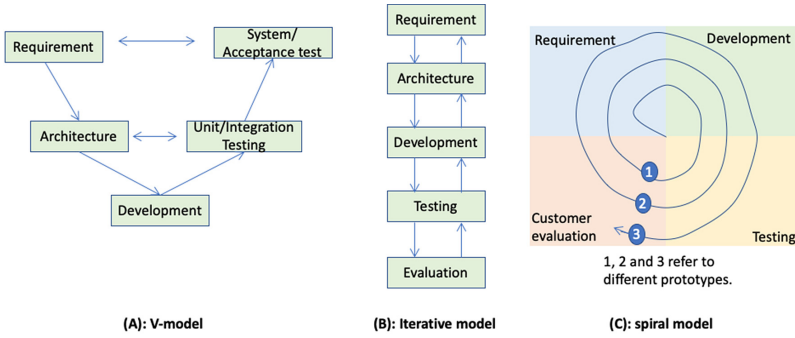 Requirement
System/
Acceptance test
Architecture
Unit/Integration
Testing
Development
(A): V-model
Requirement
Architecture
Development
Testing
Evaluation
(B): Iterative model
Requirement
Development
1
2
3
Customer
evaluation
Testing
1, 2 and 3 refer to
different prototypes.
(C): spiral model